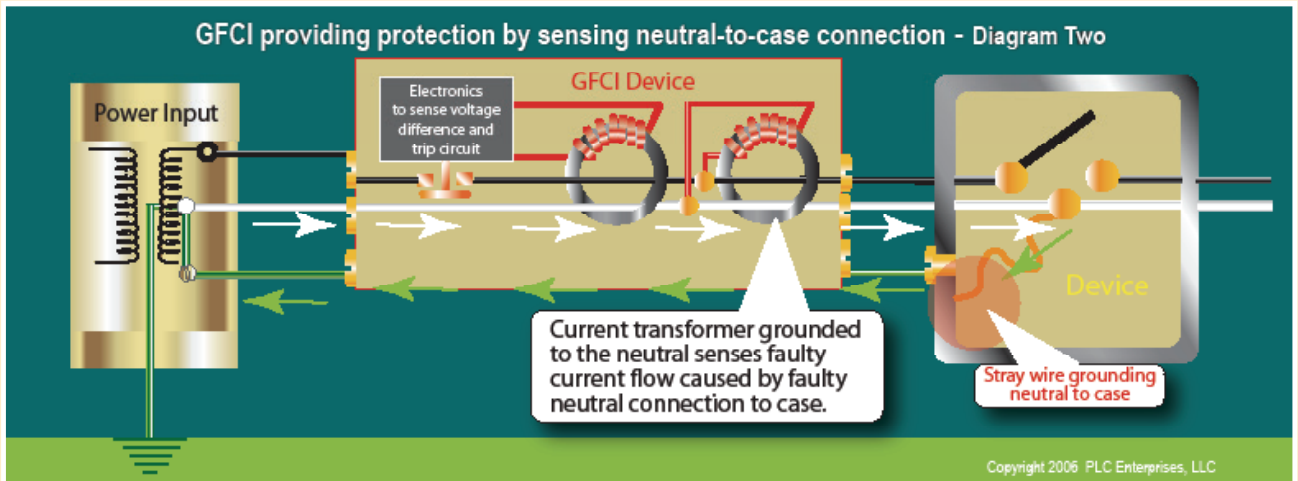 GFCI providing protection by sensing neutral-to-case connection - Diagram Two
Power Input
Electronics
to sense voltage
difference and
trip circuit
GFCI Device
Current transformer grounded
to the neutral senses faulty
current flow caused by faulty
neutral connection to case.
Device
Stray wire grounding
neutral to case
Copyright 2006 PLC Enterprises, LLC